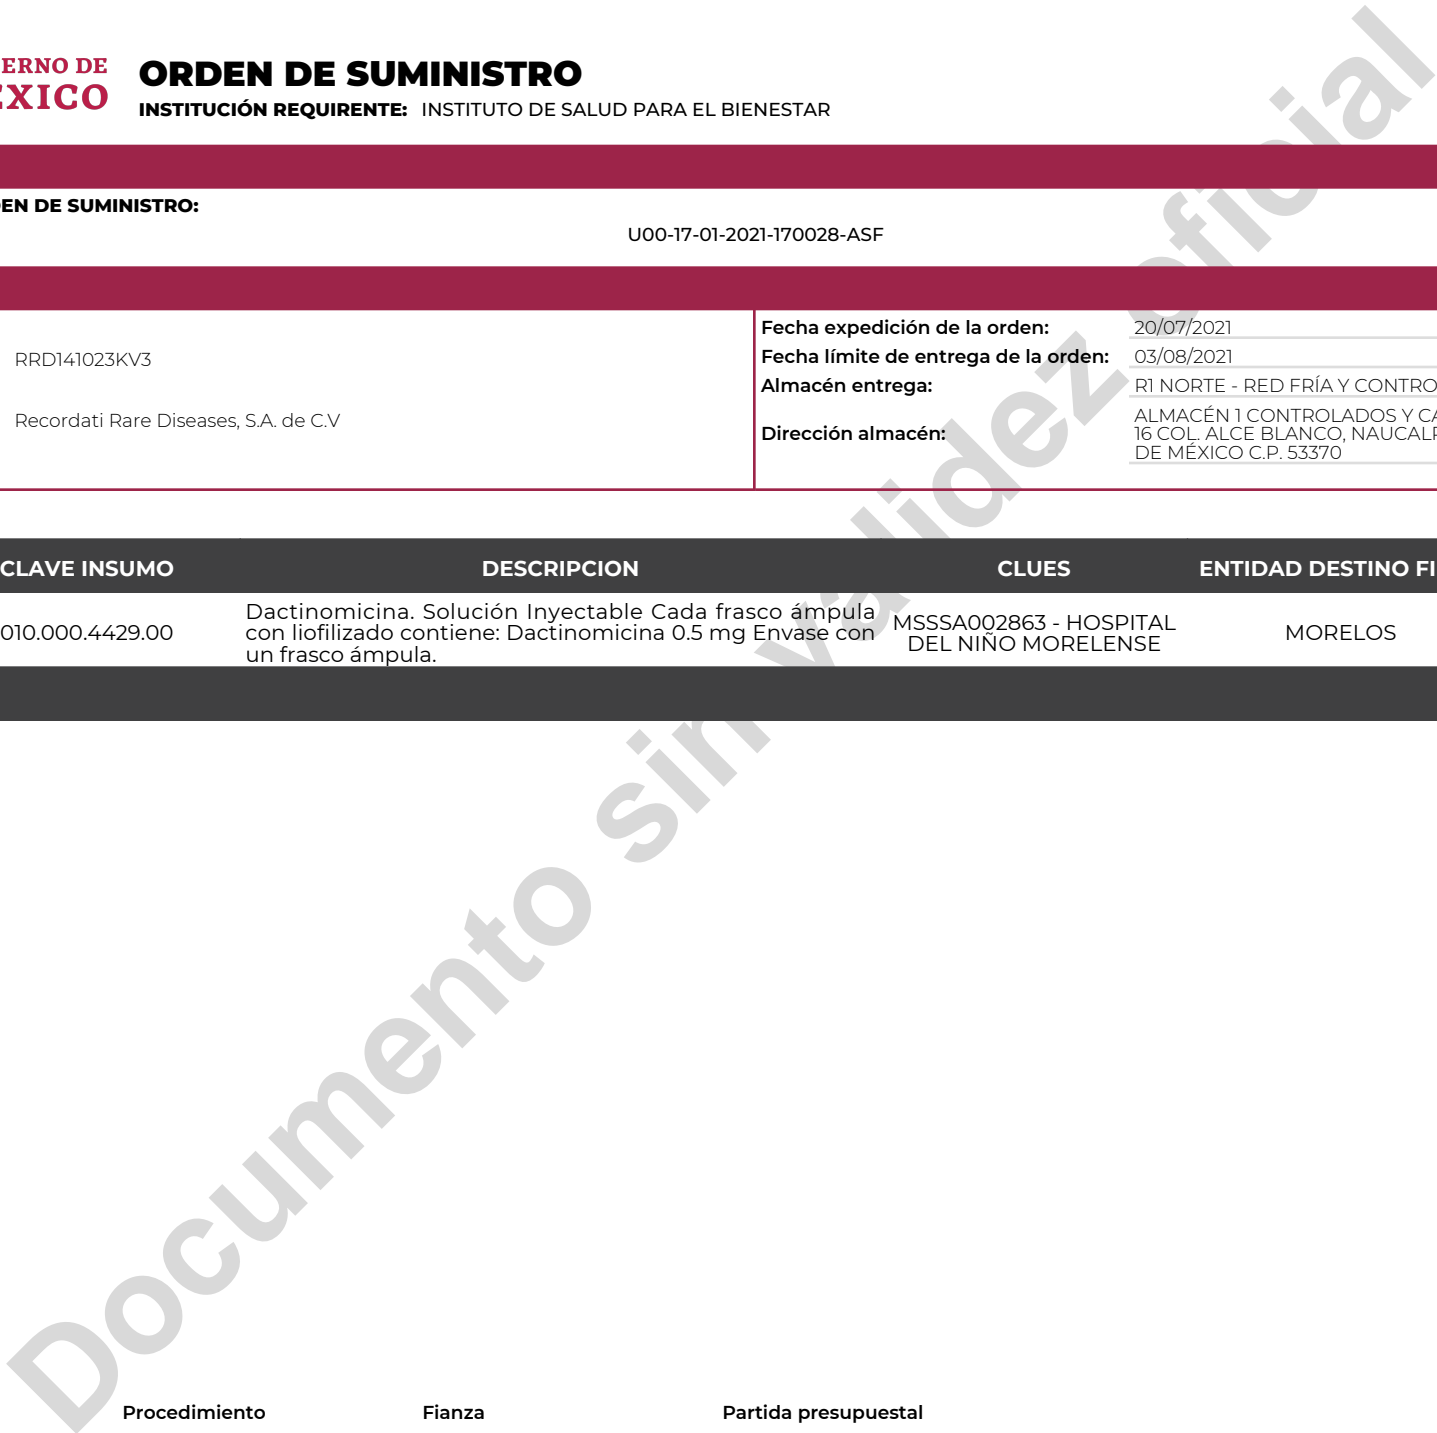 ERNO DE
ÉXICO
ORDEN DE SUMINISTRO
INSTITUCIÓN REQUIRENTE: INSTITUTO DE SALUD PARA EL BIENESTAR
EN DE SUMINISTRO:
U00-17-01-2021-170028-ASF
RRD141023KV3
Recordati Rare Diseases, S.A. de C.V
Fecha expedición de la orden: 20/07/2021
Fecha límite de entrega de la orden: 03/08/2021
Almacén entrega: R1 NORTE - RED FRÍA Y CONTRO
Dirección almacén: ALMACÉN 1 CONTROLADOS Y CA
16 COL. ALCE BLANCO, NAUCALP
DE MÉXICO C.P. 53370
CLAVE INSUMO DESCRIPCION CLUES ENTIDAD DESTINO FI
010.000.4429.00
Dactinomicina. Solución Inyectable Cada frasco ámpula
con liofilizado contiene: Dactinomicina 0.5 mg Envase con
un frasco ámpula.
MSSSA002863 - HOSPITAL
DEL NIÑO MORELENSE
MORELOS
Documento sin validez oficial
Procedimiento Fianza Partida presupuestal